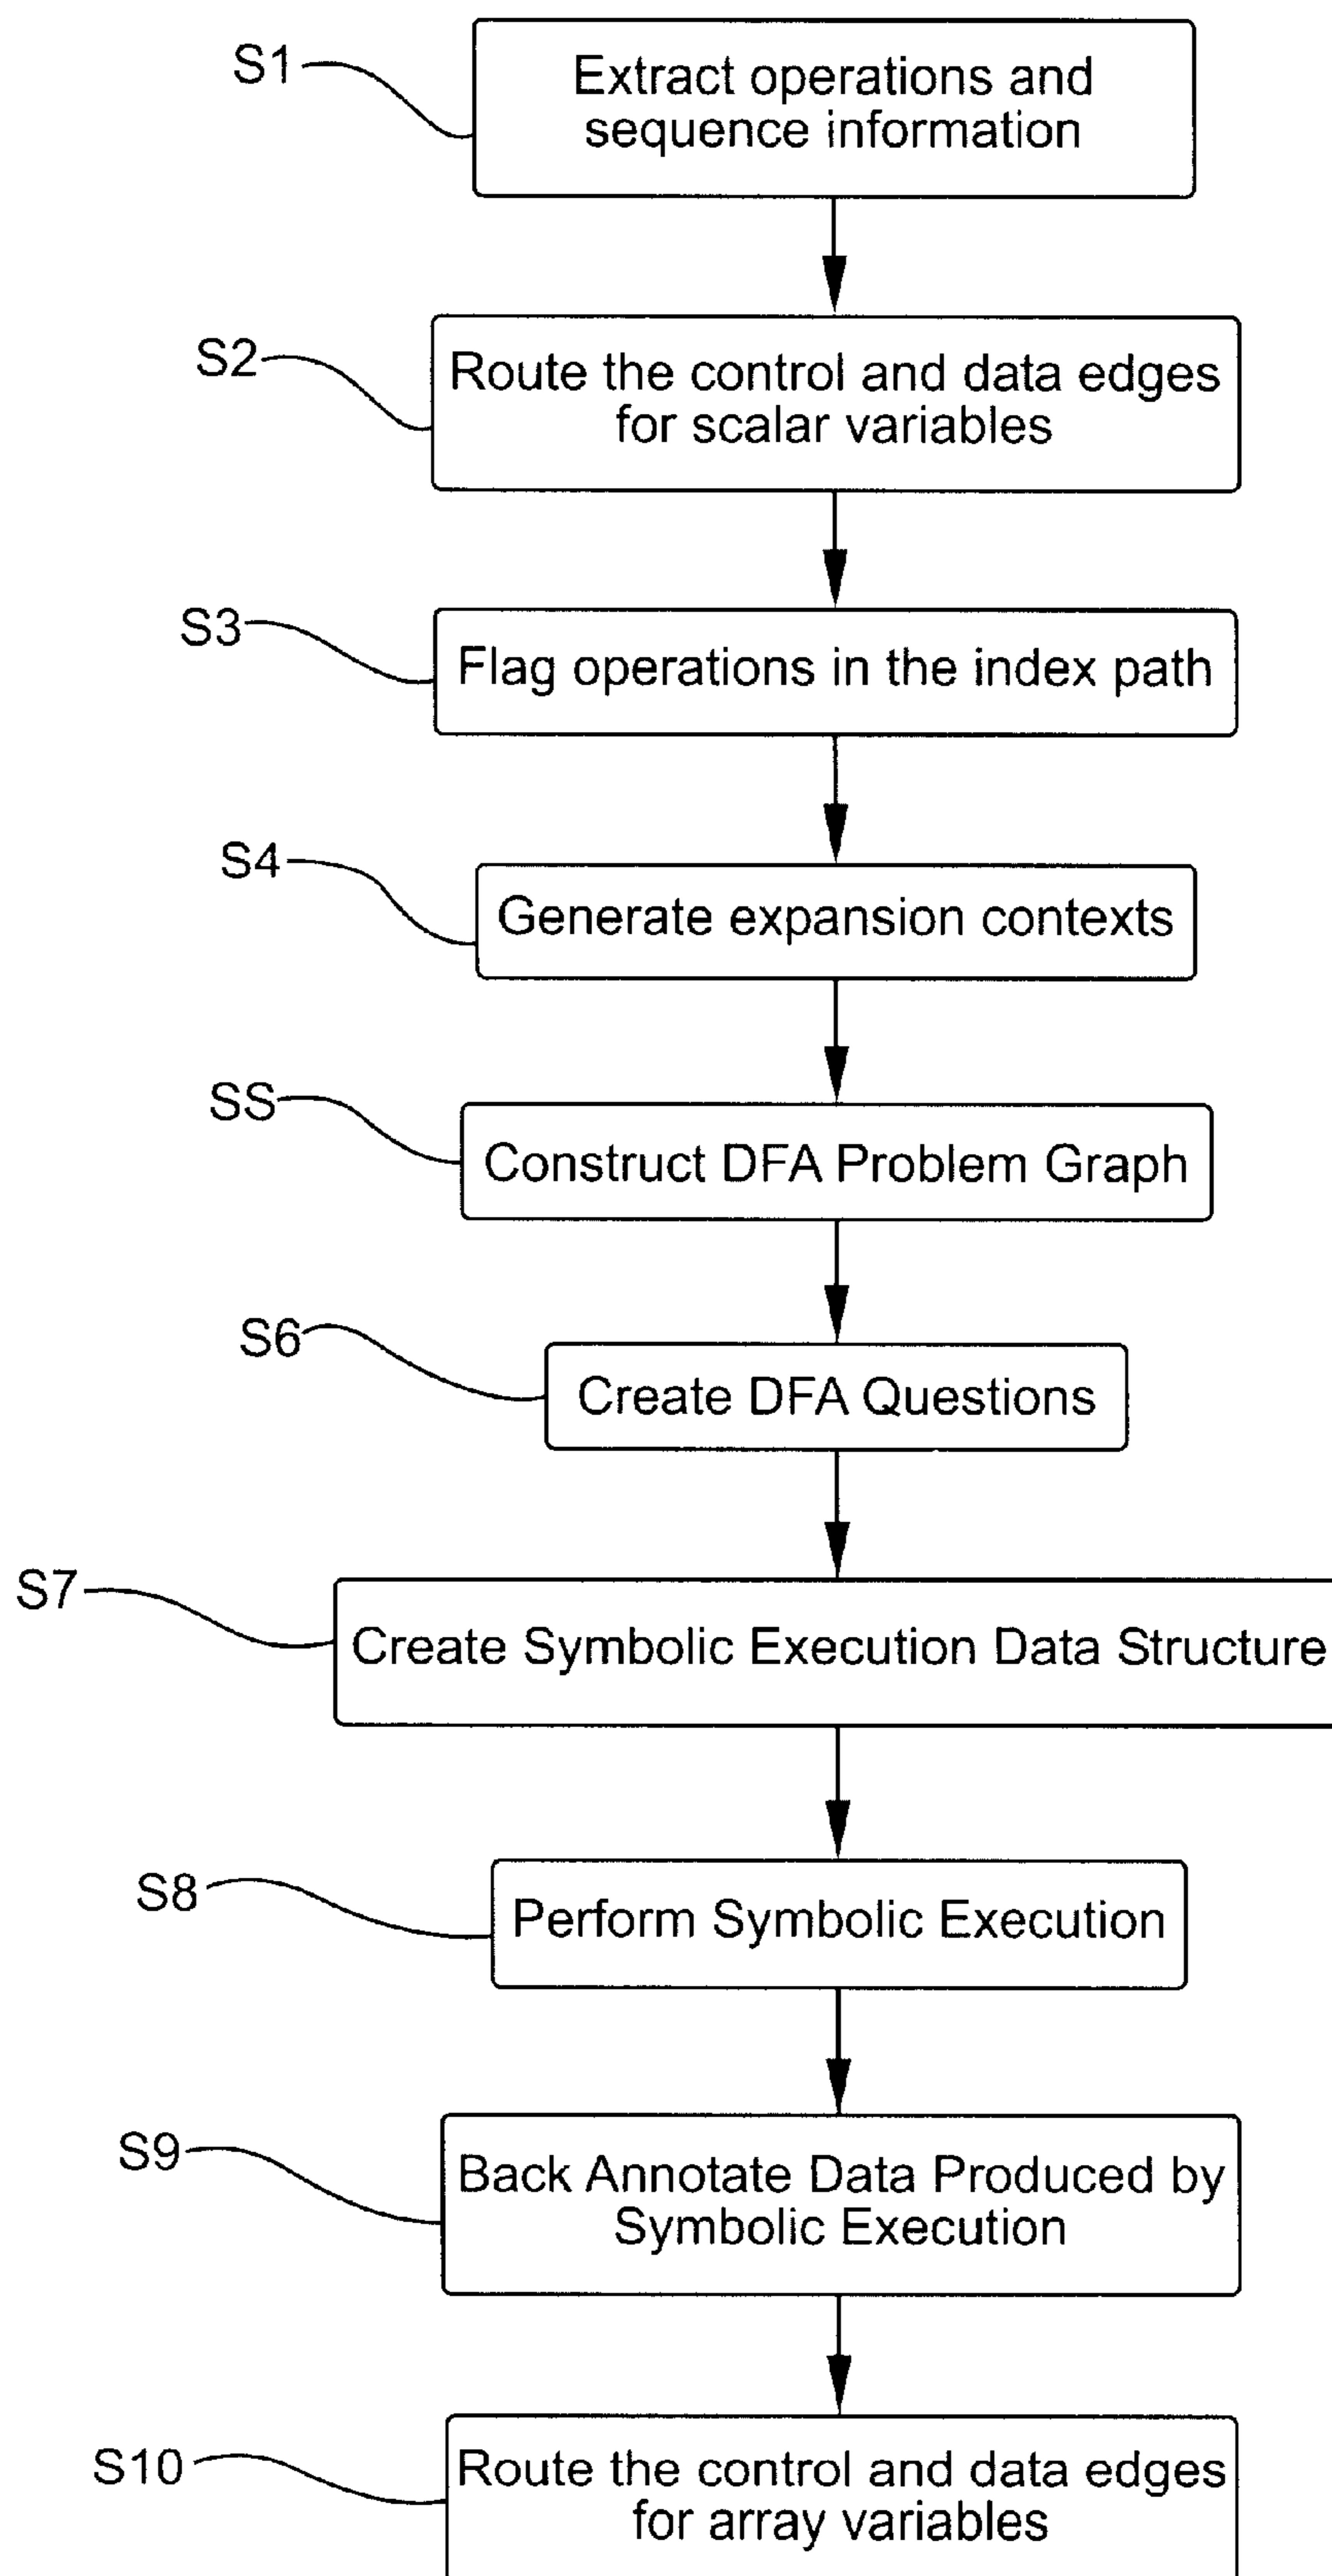 S1
Extract operations and
sequence information
S2
Route the control and data edges
for scalar variables
S3
Flag operations in the index path
S4
Generate expansion contexts
SS
Construct DFA Problem Graph
S6
Create DFA Questions
S7
Create Symbolic Execution Data Structure
S8
Perform Symbolic Execution
S9
Back Annotate Data Produced by
Symbolic Execution
S10
Route the control and data edges
for array variables